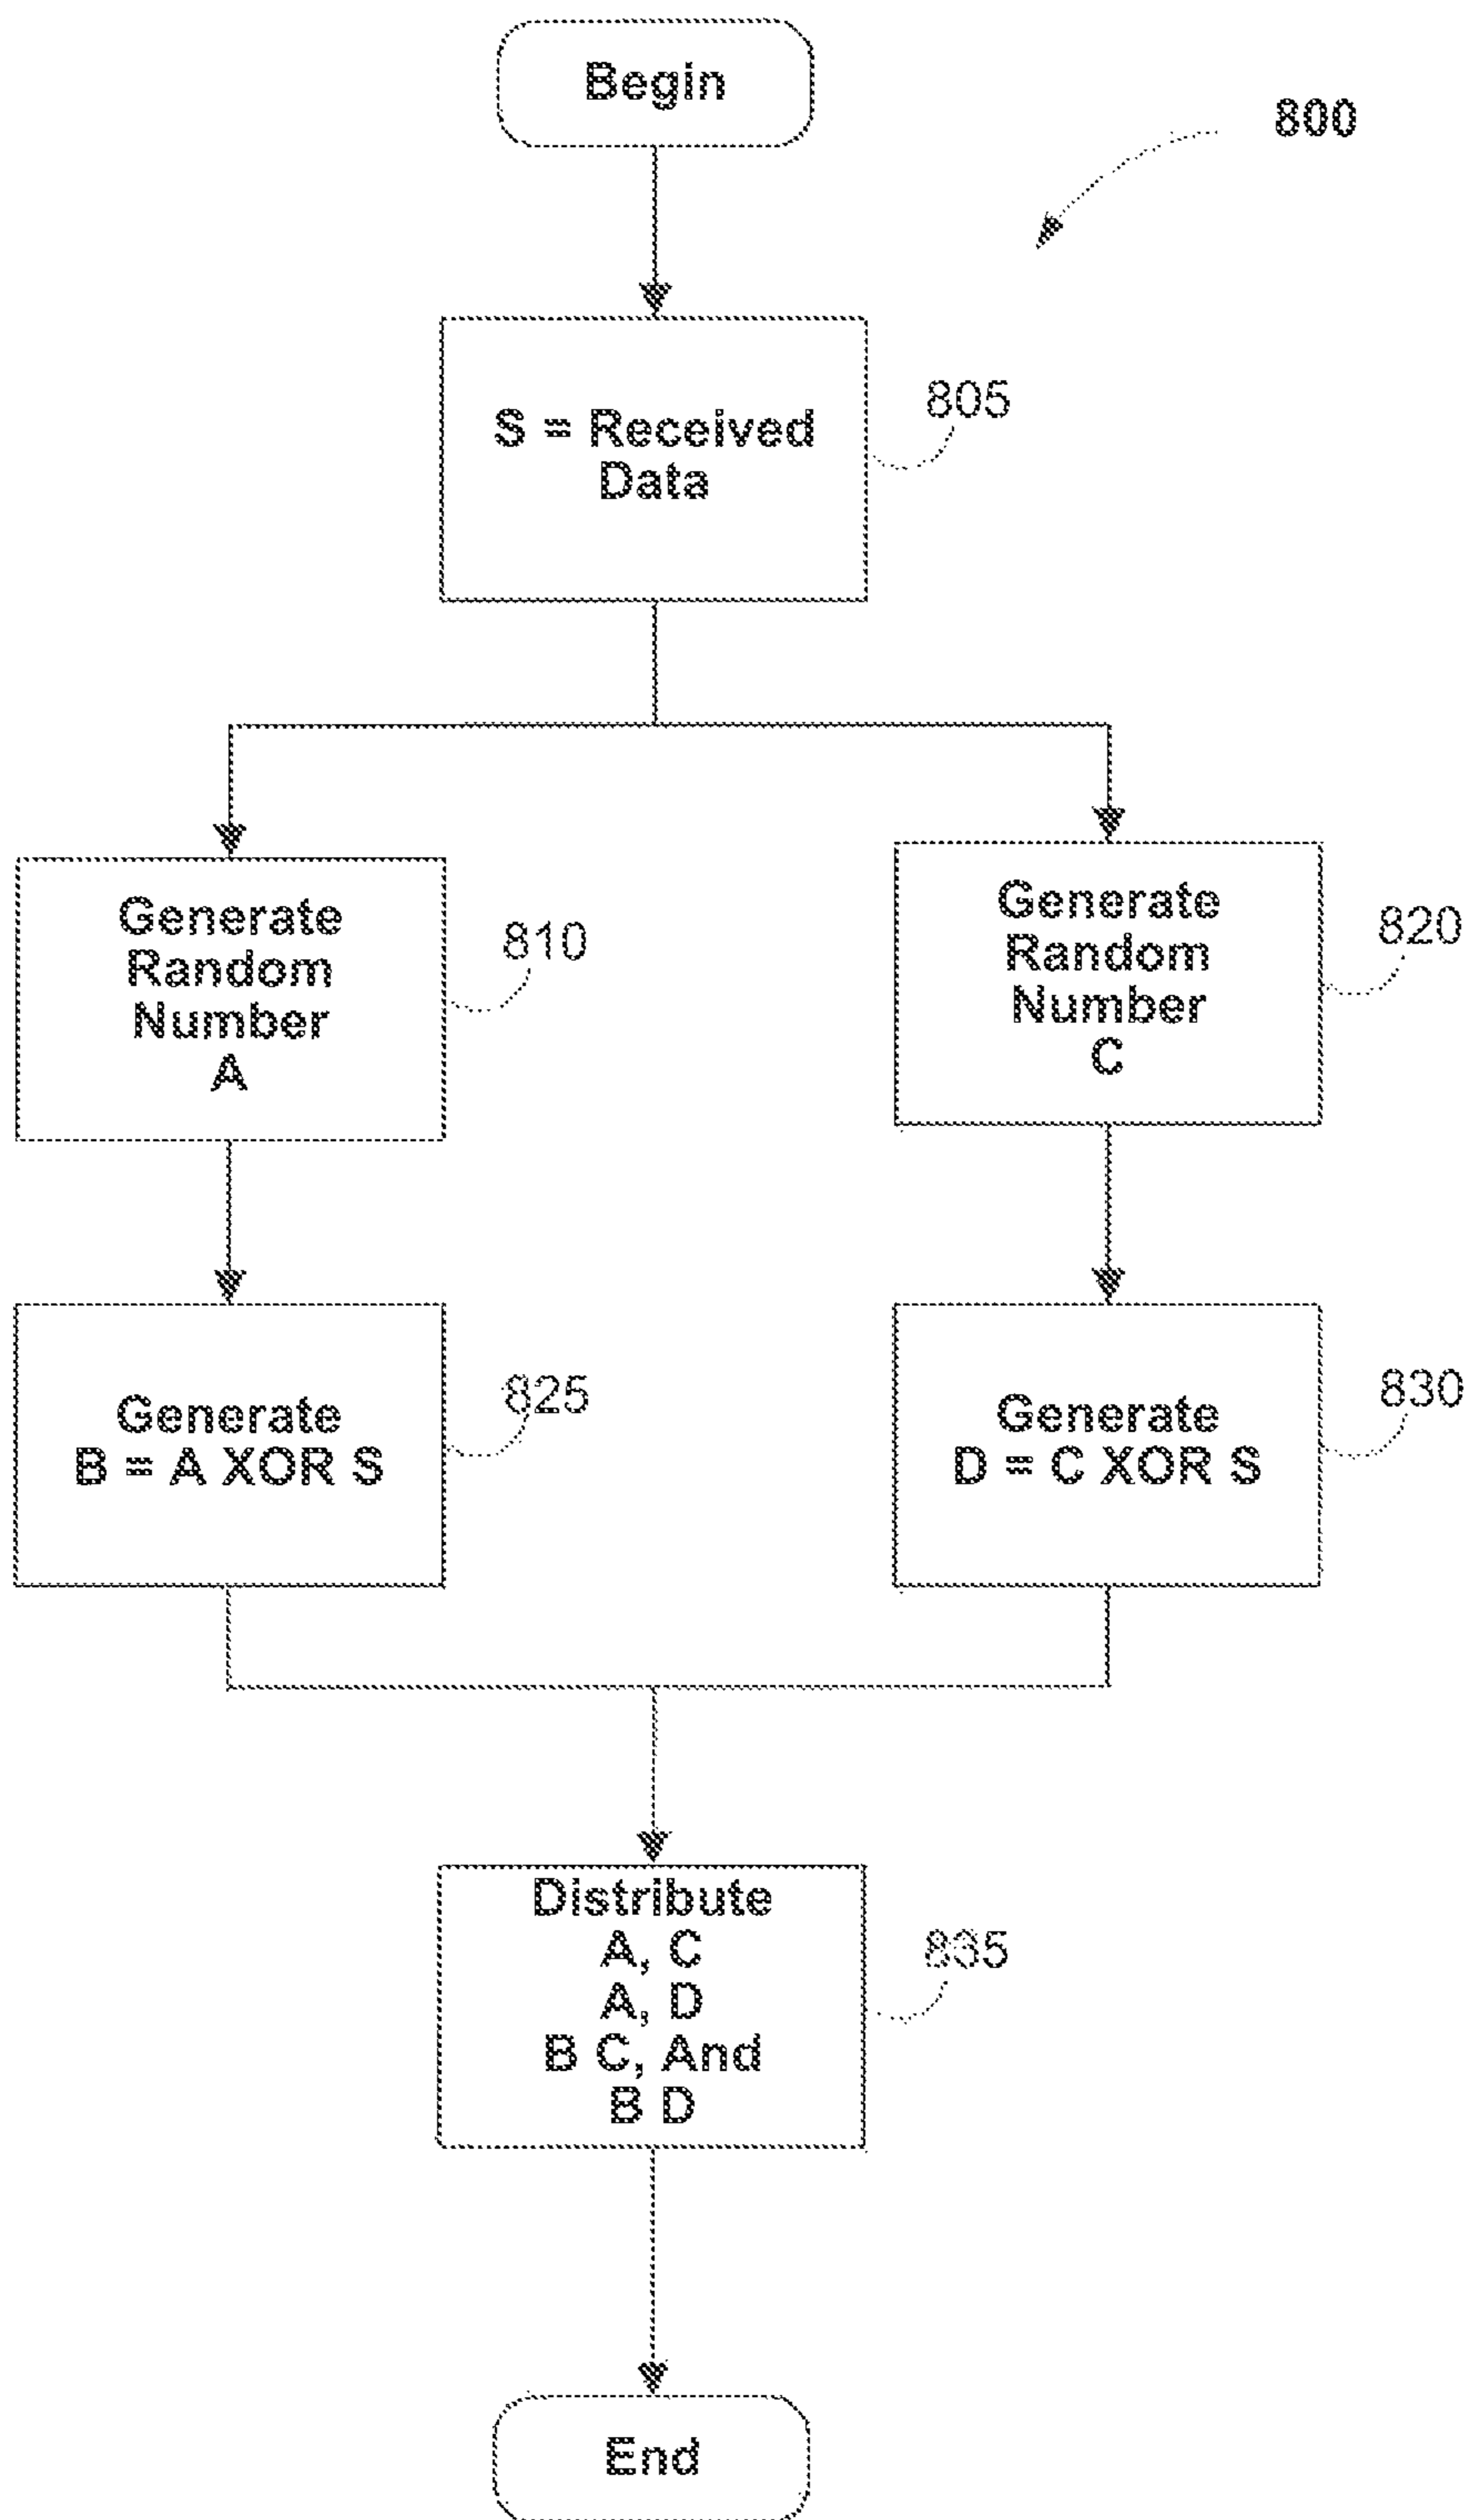 Begin
800
S = Received
Data
805
Generate
Random
Number
A
810
Generate
Random
Number
C
820
Generate
B = A XOR S
825
Generate
D = C XOR S
830
Distribute
A, C
A, D
B C, And
B D
835
End